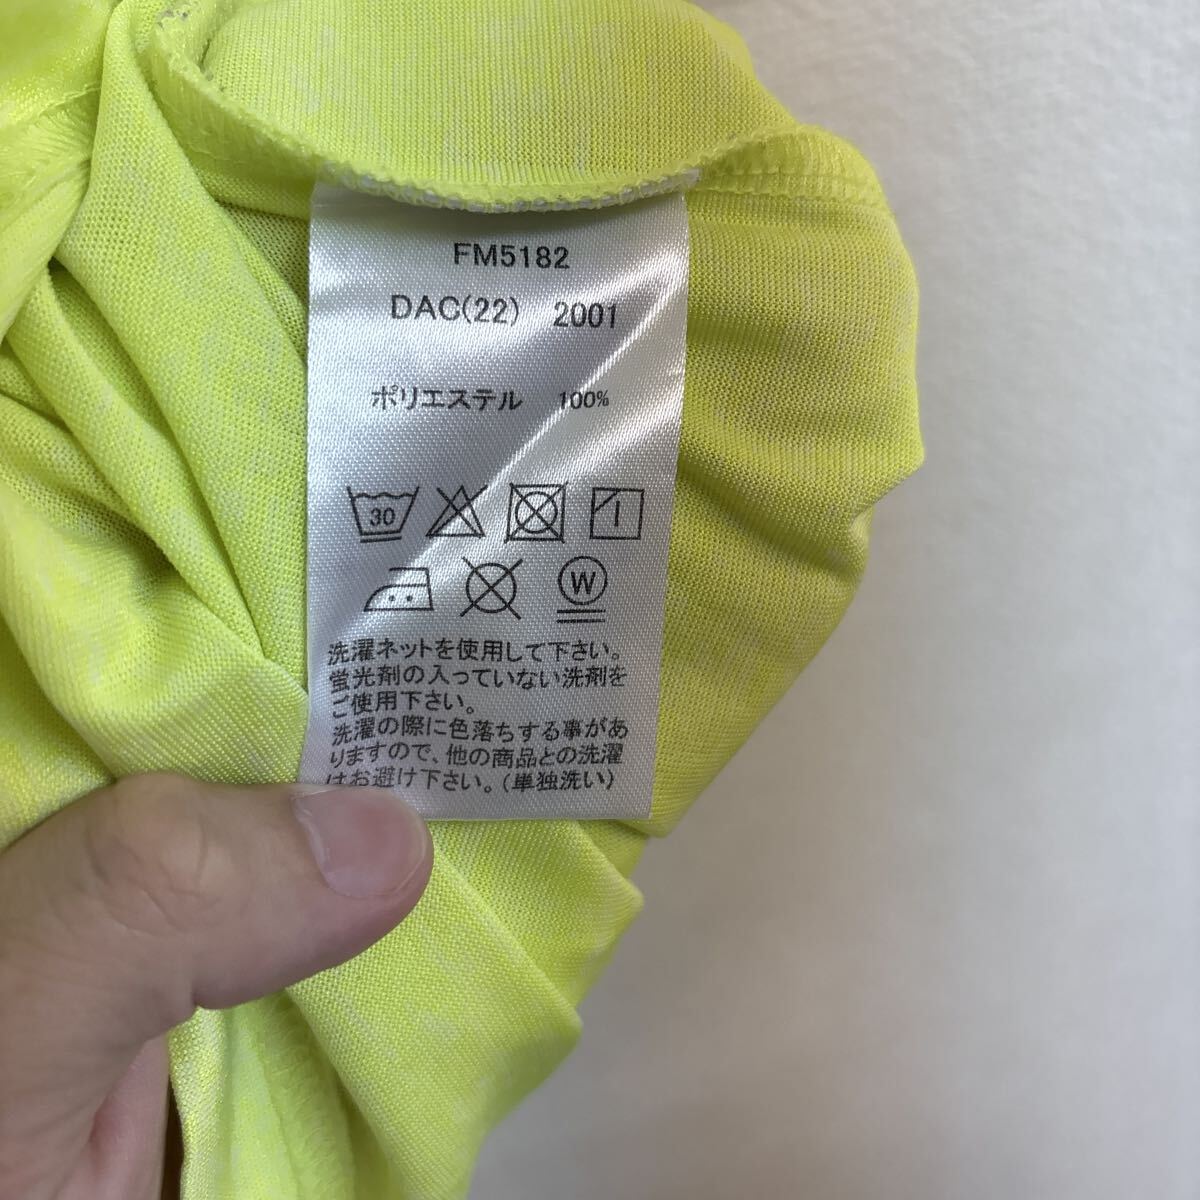 FM5182
DAC(22) 2001
ポリエステル 100%
30
W
洗濯ネットを使用して下さい。
蛍光剤の入っていない洗剤を
ご使用下さい。
洗濯の際に色落ちする事があ
りますので、他の商品との洗濯
はお避け下さい。(単独洗い)